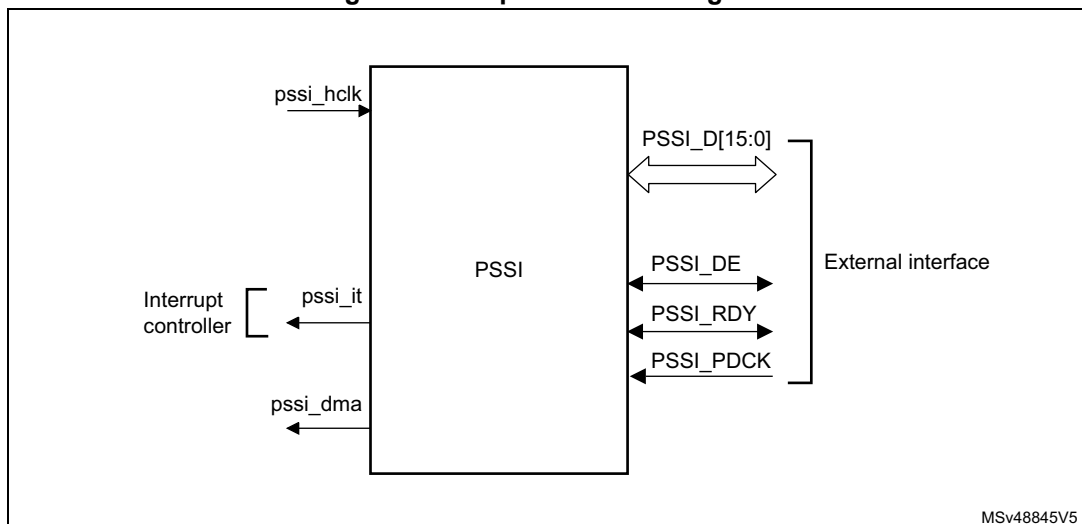 pssi_hclk
PSSI_D[15:0]
PSSI
PSSI_DE
External interface
Interrupt
controller
pssi_it
PSSI_RDY
PSSI_PDCK
pssi_dma
MSv48845V5